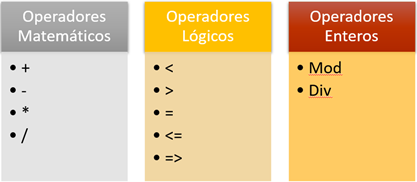 Operadores
Matemáticos
• +
• -
• *
• /
Operadores
Lógicos
• <
• >
• =
• <=
• =>
Operadores
Enteros
• Mod
• Div